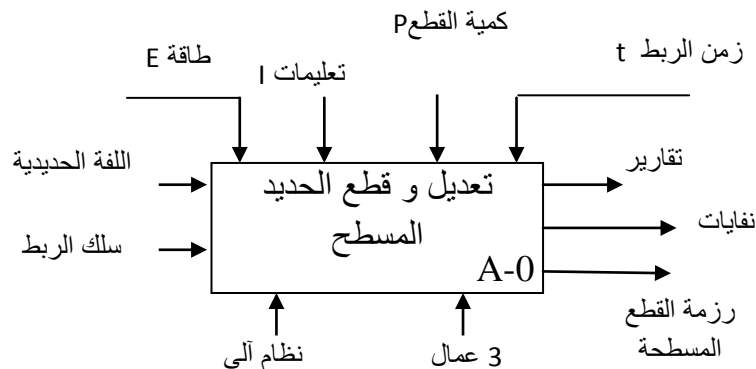 كمية القطعP
زمن الربط t
طاقة E
تعليمات I
اللفة الحديدية
تعديل و قطع الحديد
المسطح
تقارير
نفايات
سلك الربط
A-0
رزمة القطع
المسطحة
نظام آلي
3 عمال